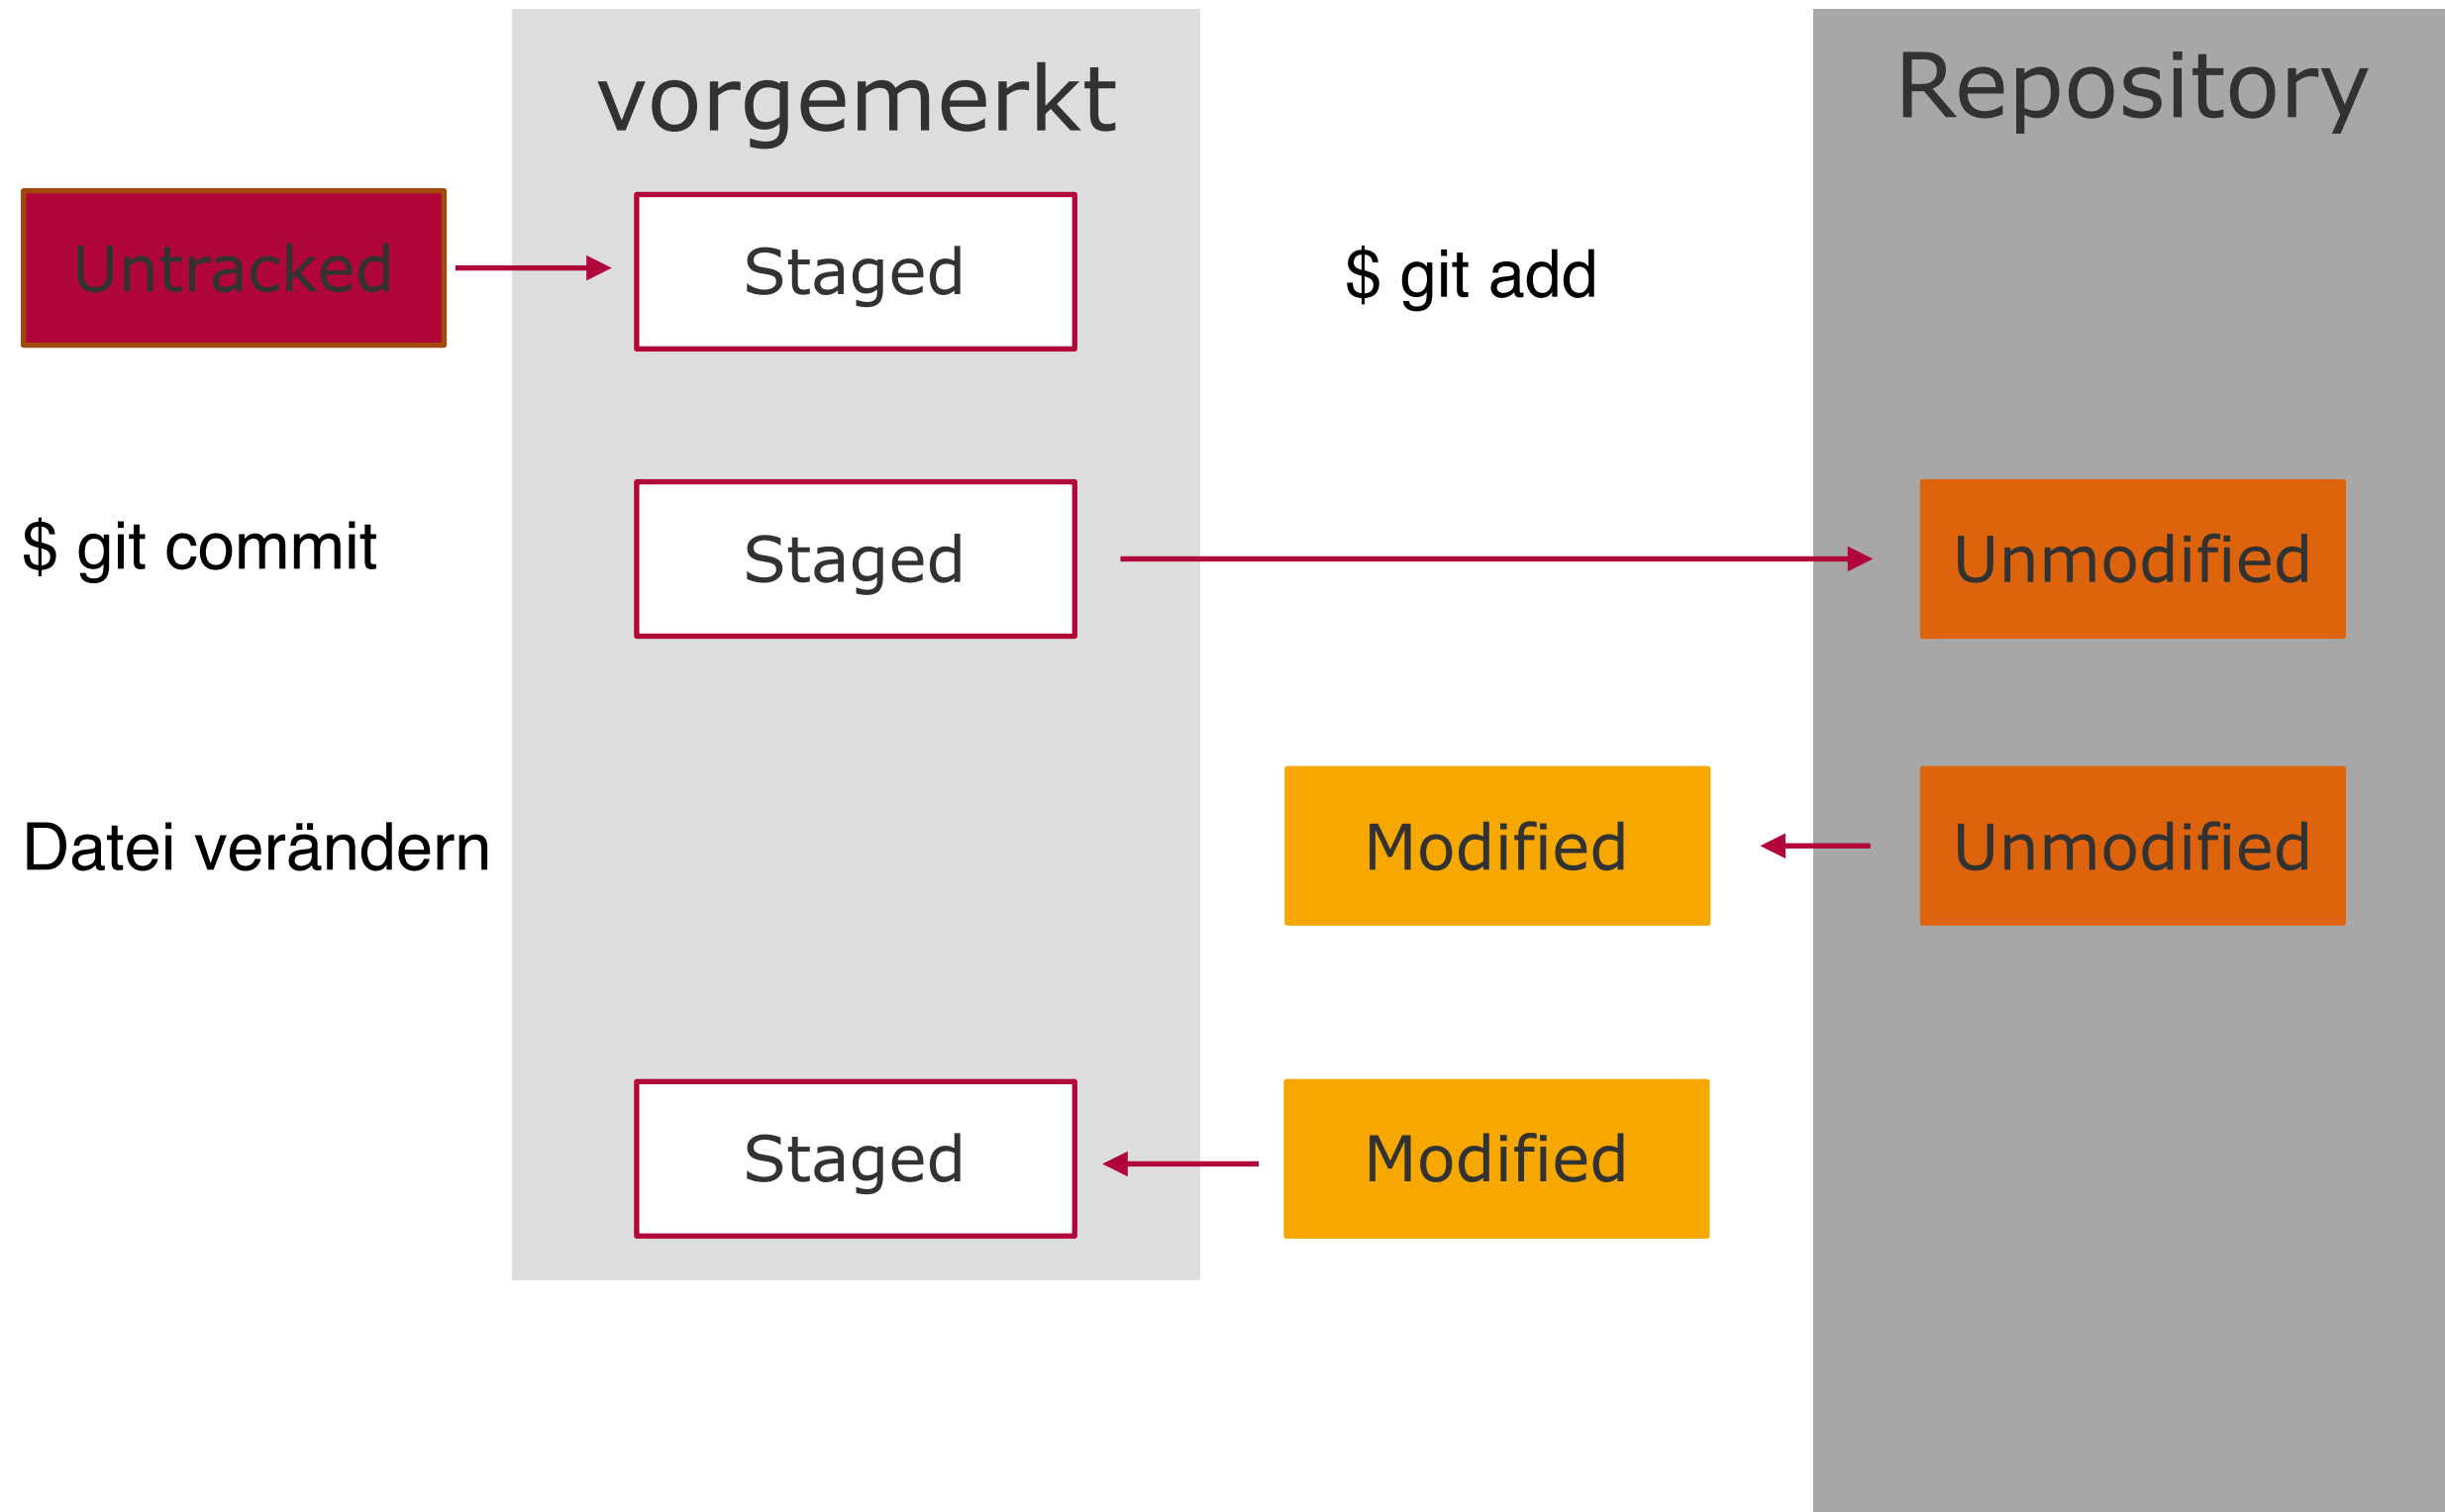 vorgemerkt
Repository
Untracked
Staged
$ git add
$ git commit
Staged
Unmodified
Datei verändern
Modified
Unmodified
Staged
Modified